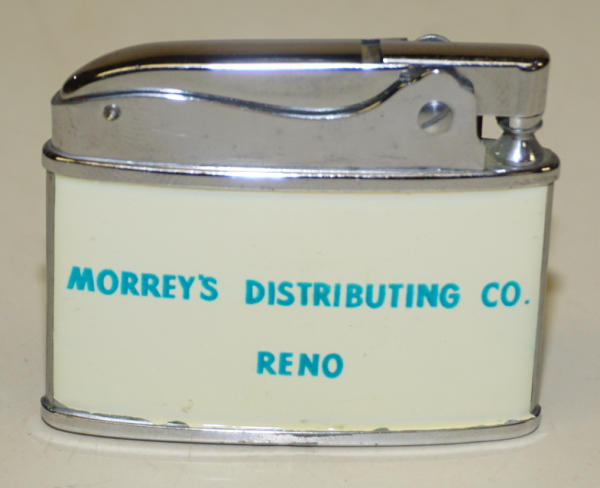 MORREY'S DISTRIBUTING CO.
RENO